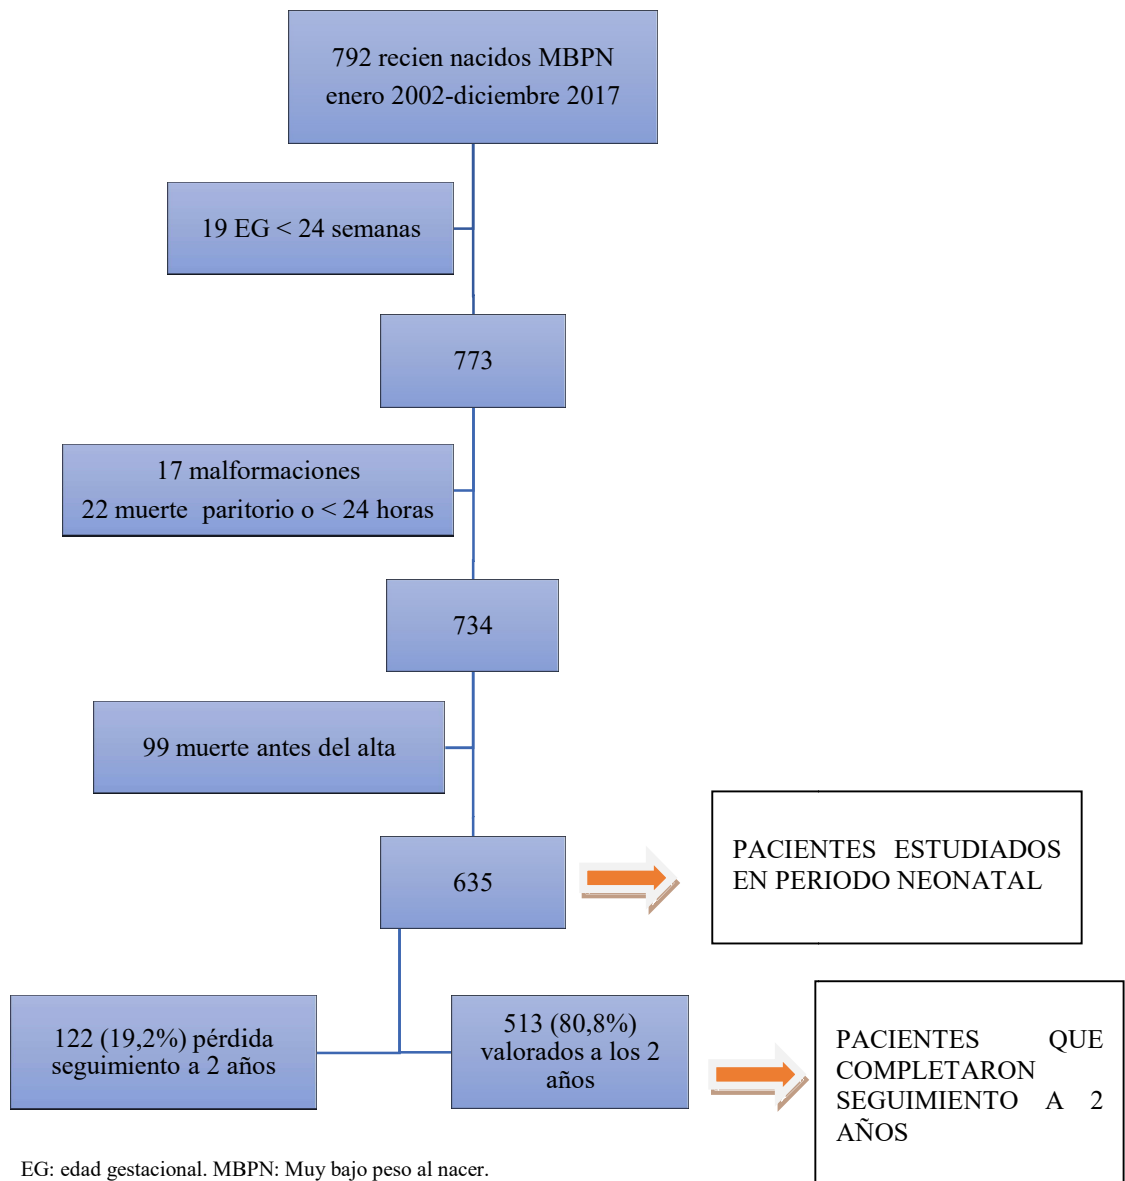 792 recien nacidos MBPN
enero 2002-diciembre 2017
19 EG < 24 semanas
773
17 malformaciones
22 muerte paritorio o < 24 horas
734
99 muerte antes del alta
635
PACIENTES ESTUDIADOS
EN PERIODO NEONATAL
122 (19,2%) pérdida
seguimiento a 2 años
513 (80,8%)
valorados a los 2
años
PACIENTES QUE
COMPLETARON
SEGUIMIENTO A 2
AÑOS
EG: edad gestacional. MBPN: Muy bajo peso al nacer.